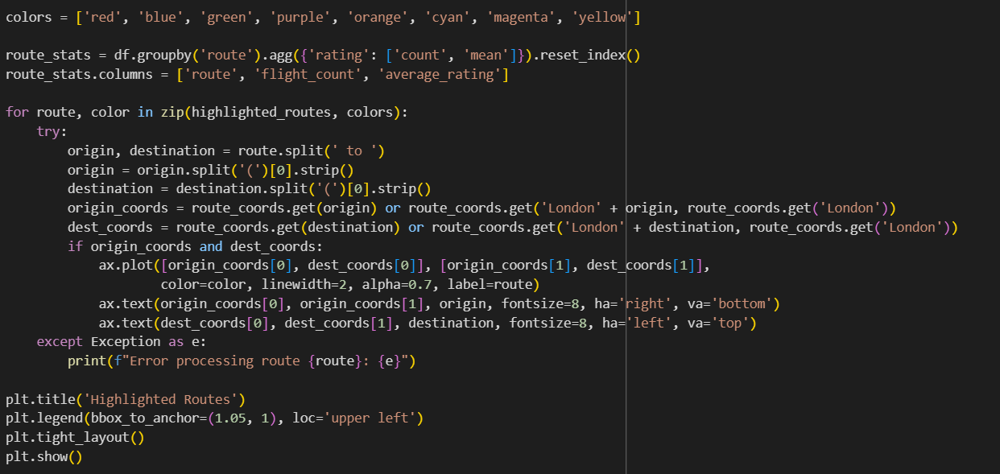 colors = ['red', 'blue', 'green', 'purple', 'orange', 'cyan', 'magenta', 'yellow']

route_stats = df.groupby('route').agg({'rating': ['count', 'mean']}).reset_index()
route_stats.columns = ['route', 'flight_count', 'average_rating']

for route, color in zip(highlighted_routes, colors):
    try:
        origin, destination = route.split(' to ')
        origin = origin.split('(')[0].strip()
        destination = destination.split('(')[0].strip()
        origin_coords = route_coords.get(origin) or route_coords.get('London' + origin, route_coords.get('London'))
        dest_coords = route_coords.get(destination) or route_coords.get('London' + destination, route_coords.get('London'))
        if origin_coords and dest_coords:
            ax.plot([origin_coords[0], dest_coords[0]], [origin_coords[1], dest_coords[1]],
                    color=color, linewidth=2, alpha=0.7, label=route)
            ax.text(origin_coords[0], origin_coords[1], origin, fontsize=8, ha='right', va='bottom')
            ax.text(dest_coords[0], dest_coords[1], destination, fontsize=8, ha='left', va='top')
    except Exception as e:
        print(f"Error processing route {route}: {e}")

plt.title('Highlighted Routes')
plt.legend(bbox_to_anchor=(1.05, 1), loc='upper left')
plt.tight_layout()
plt.show()